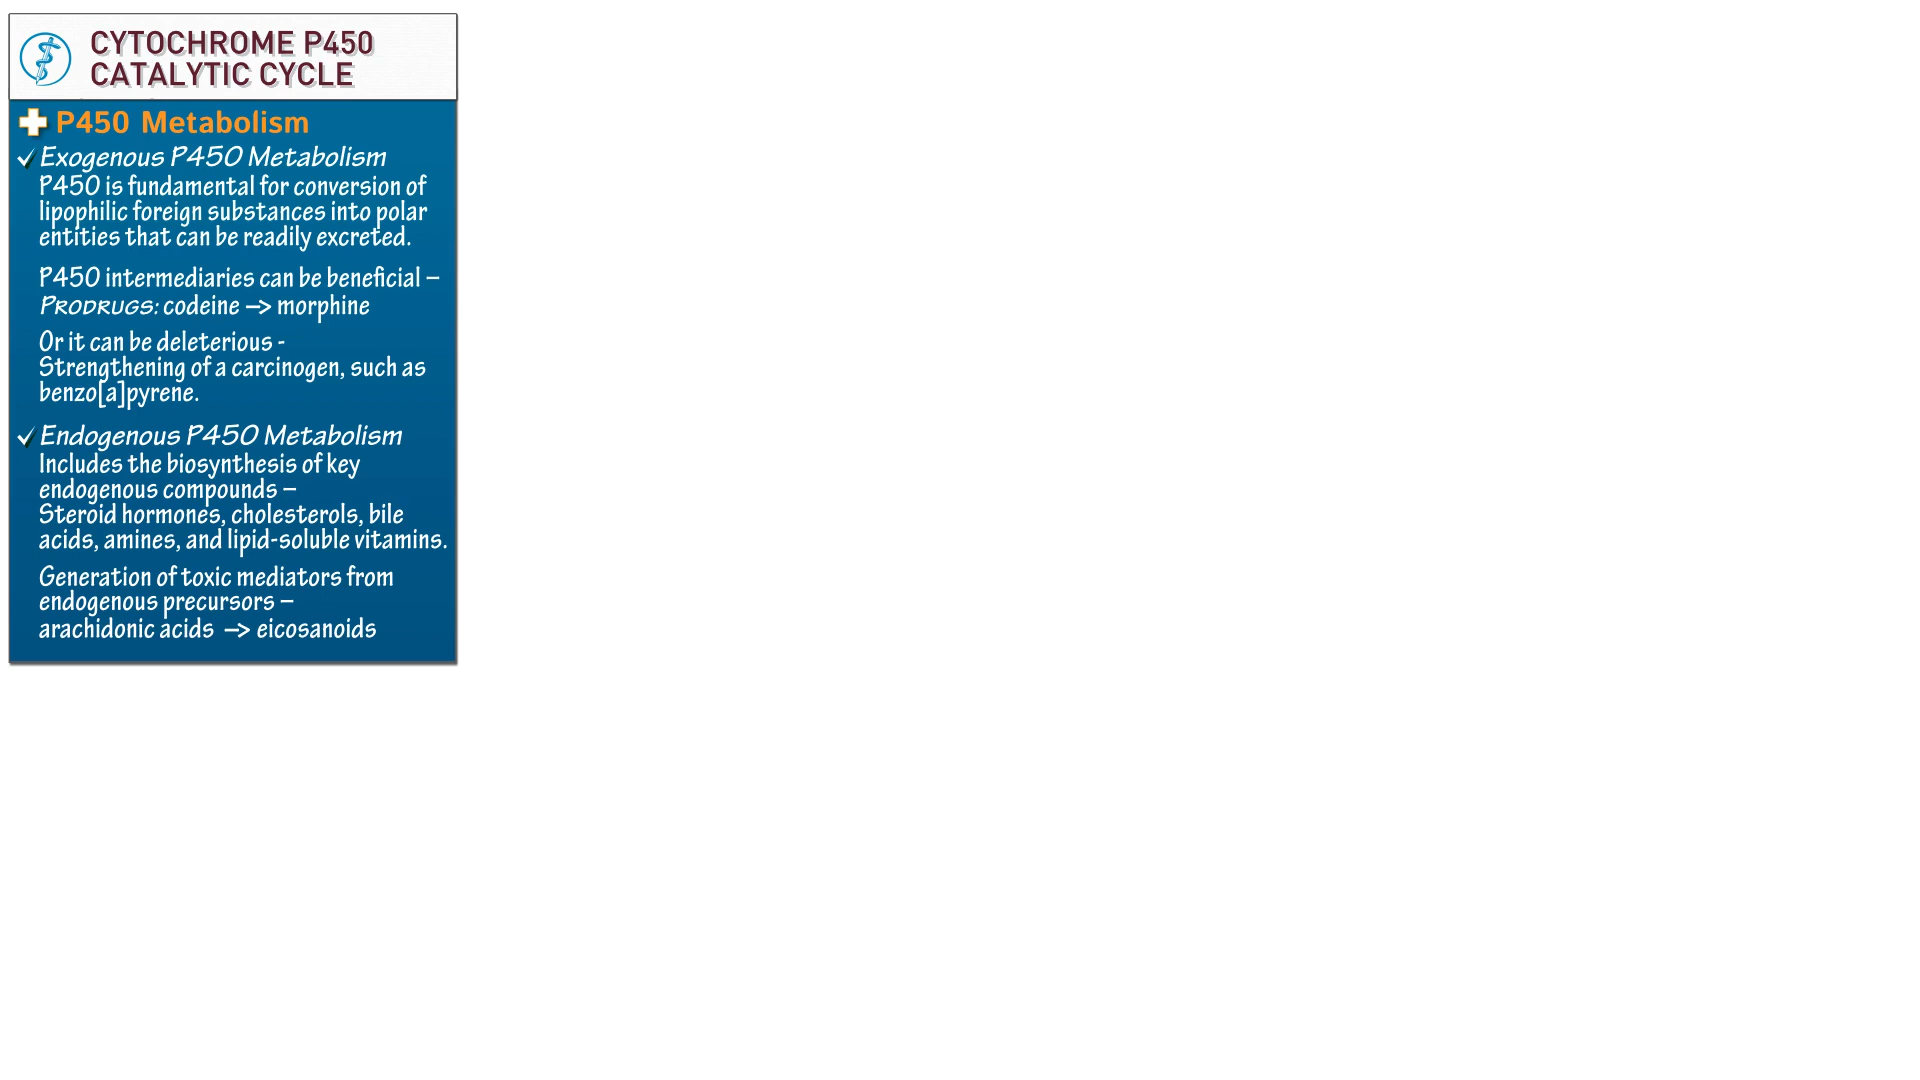 CYTOCHROME P450
CATALYTIC CYCLE
P450 Metabolism
Exogenous P450 Metabolism
P450 is fundamental for conversion of
lipophilic foreign substances into polar
entities that can be readily excreted.
P450 intermediaries can be beneficial –
PRODRUGS: codeine –> morphine
Or it can be deleterious -
Strengthening of a carcinogen, such as
benzo[a]pyrene.
Endogenous P450 Metabolism
Includes the biosynthesis of key
endogenous compounds –
Steroid hormones, cholesterols, bile
acids, amines, and lipid-soluble vitamins.
Generation of toxic mediators from
endogenous precursors –
arachidonic acids –> eicosanoids